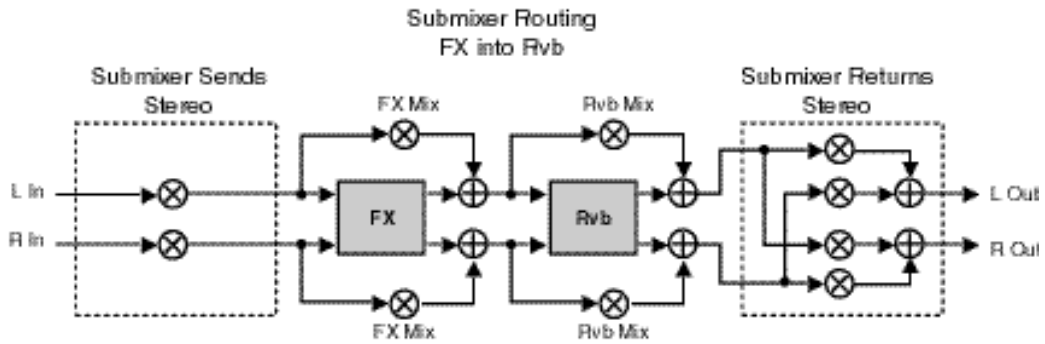 Submixer Routing
FX into Rvb
Submixer Sends
Stereo
FX Mix
Rvb Mix
Submixer Returns
Stereo
L In
L Out
FX
Rvb
R In
R Out
FX Mix
Rvb Mix